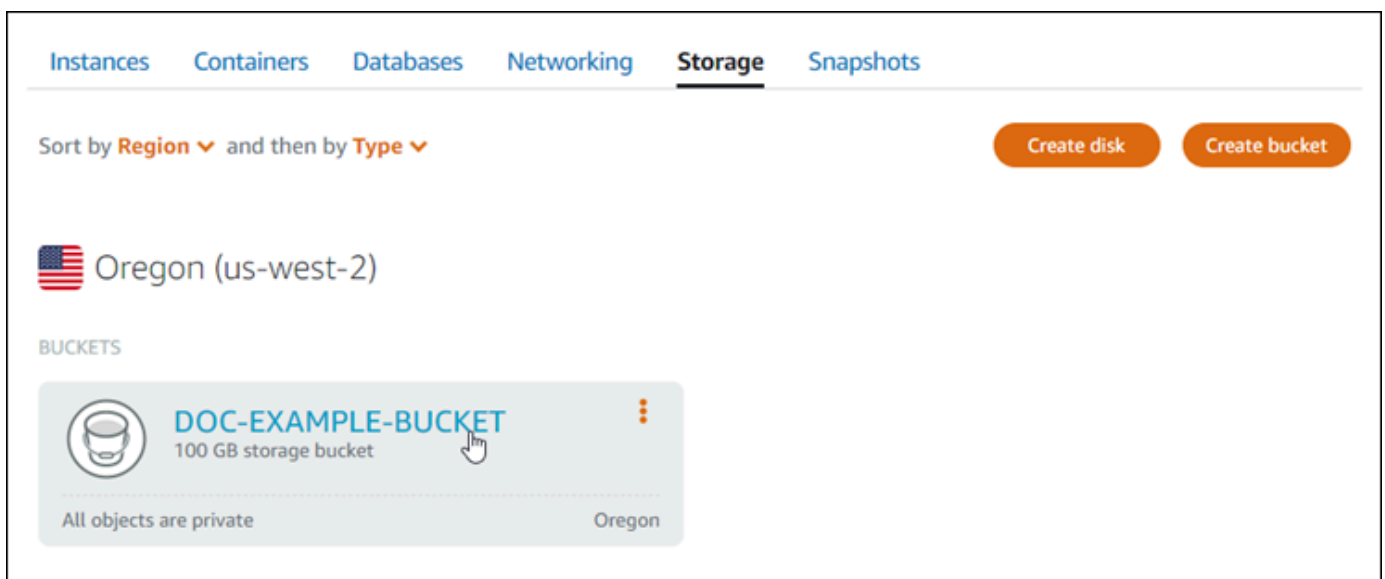 Instances Containers Databases Networking Storage Snapshots
Sort by Region and then by Type Create disk Create bucket
Oregon (us-west-2)
BUCKETS
DOC-EXAMPLE-BUCKET
100 GB storage bucket
All objects are private Oregon